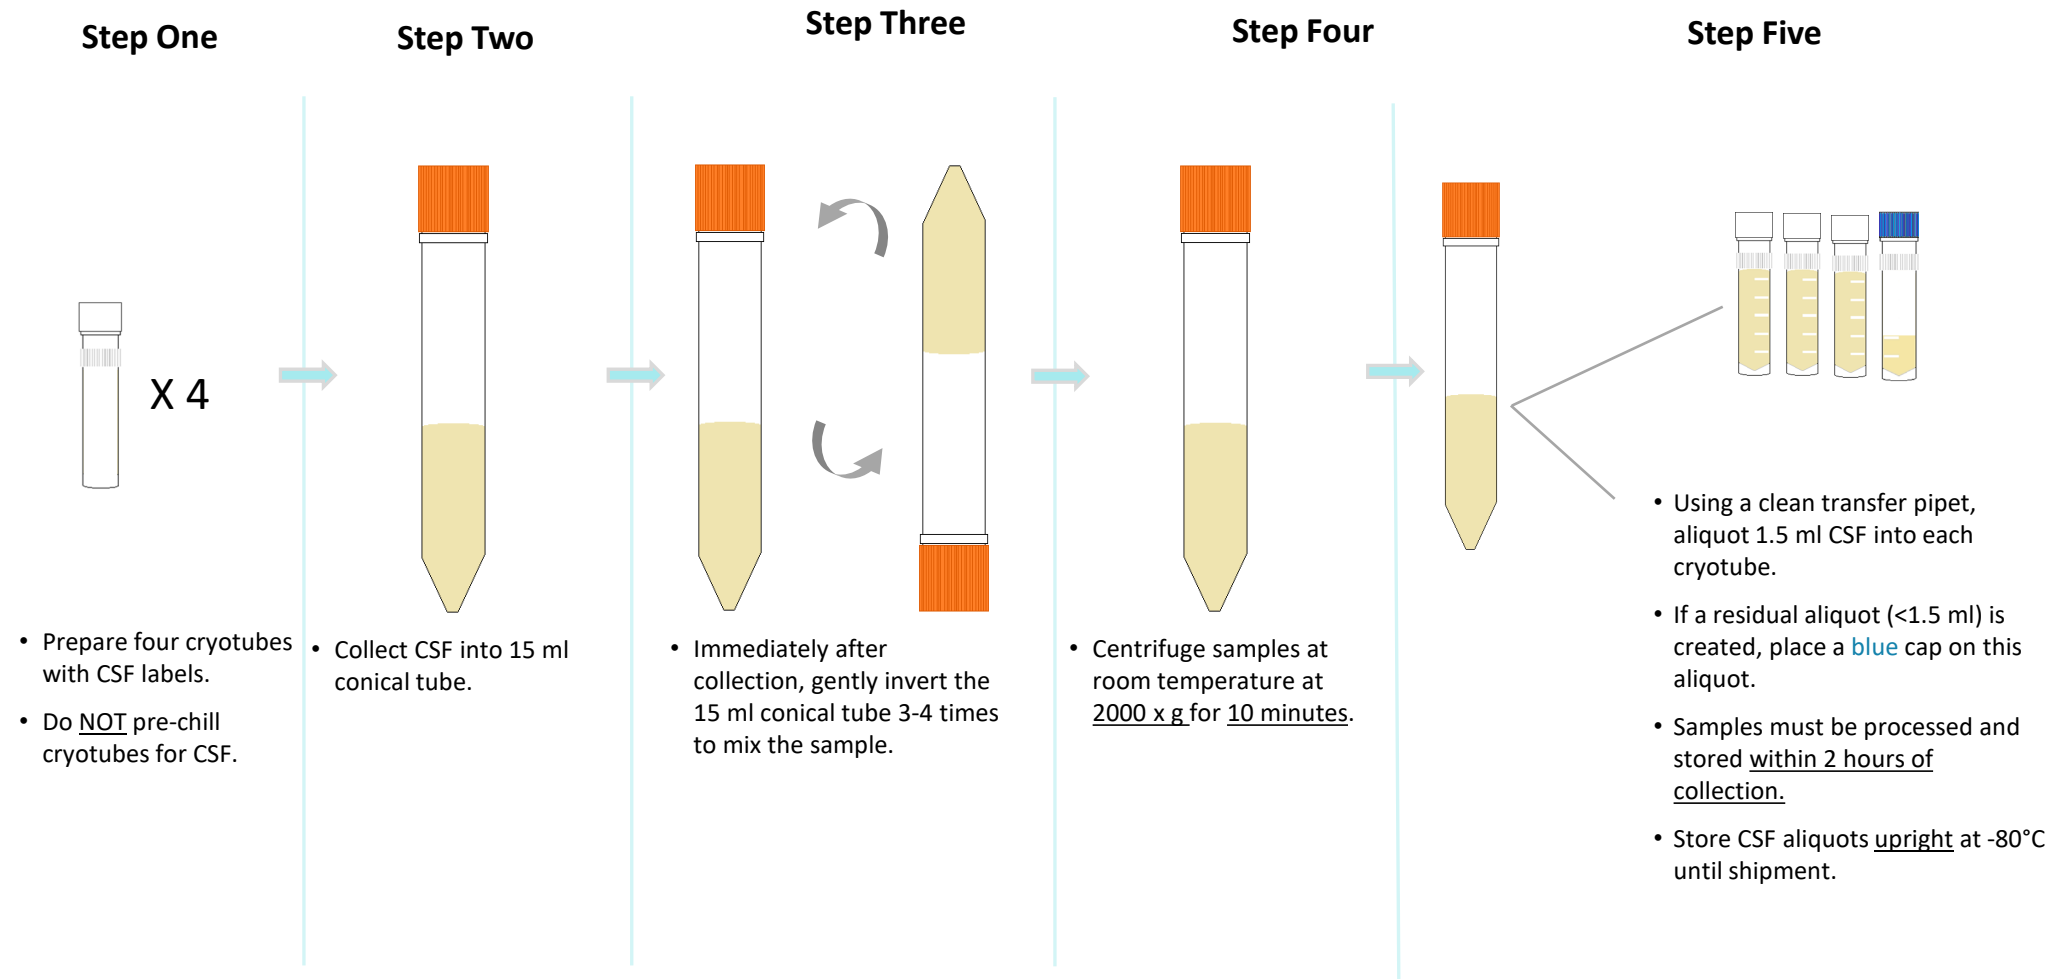 Step One
X 4
• Prepare four cryotubes
with CSF labels.
• Do NOT pre-chill
cryotubes for CSF.
Step Two
• Collect CSF into 15 ml
conical tube.
Step Three
• Immediately after
collection, gently invert the
15 ml conical tube 3-4 times
to mix the sample.
Step Four
• Centrifuge samples at
room temperature at
2000 x g for 10 minutes.
Step Five
• Using a clean transfer pipet,
aliquot 1.5 ml CSF into each
cryotube.
• If a residual aliquot (<1.5 ml) is
created, place a blue cap on this
aliquot.
• Samples must be processed and
stored within 2 hours of
collection.
• Store CSF aliquots upright at -80°C
until shipment.